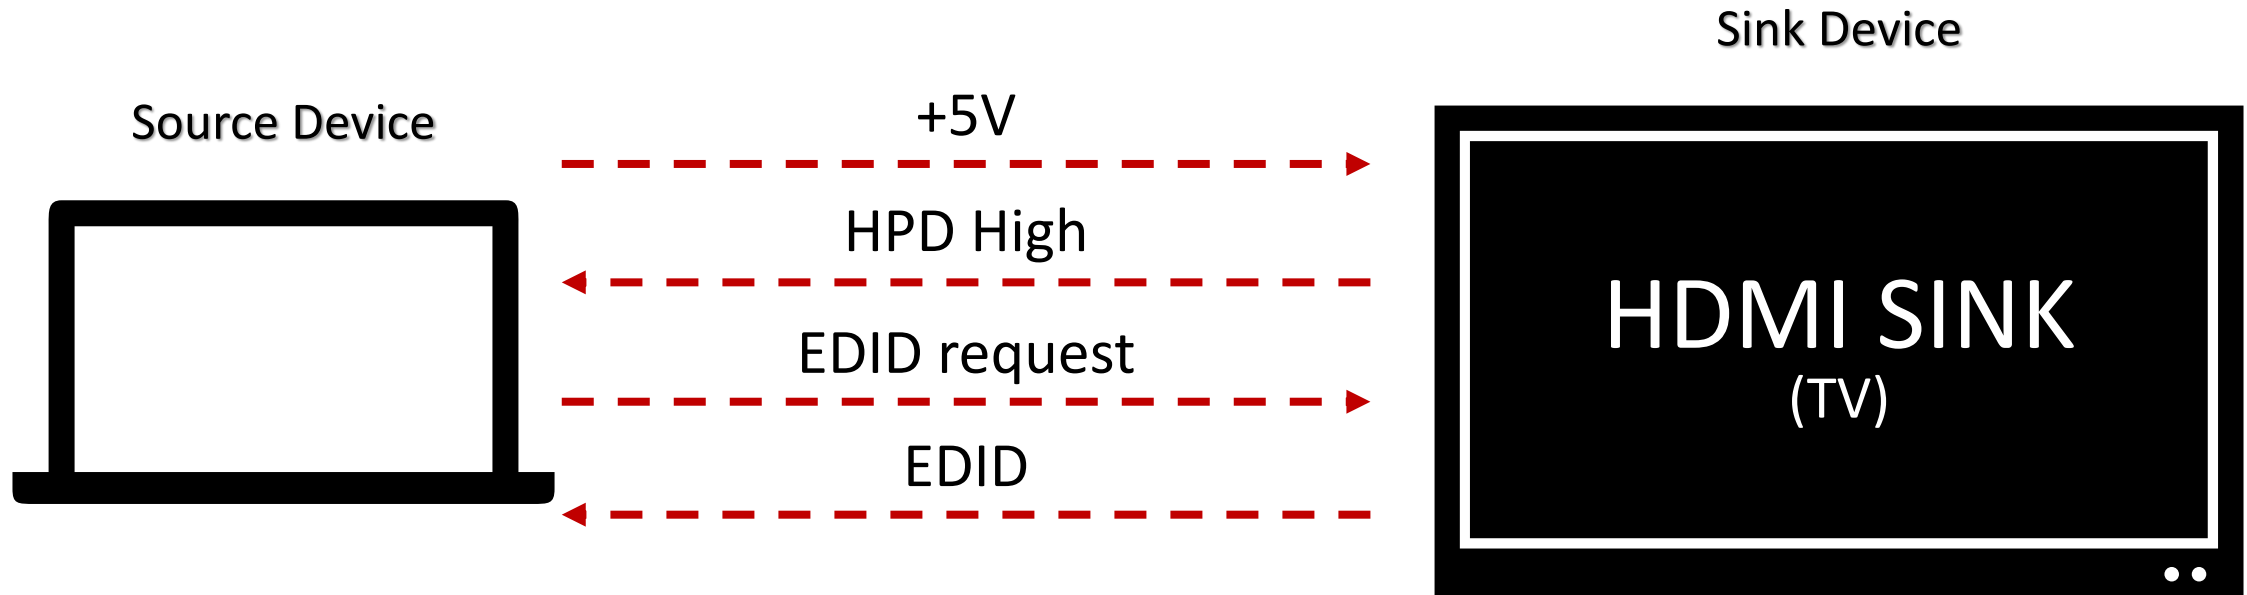 Sink Device
Source Device
+5V
HPD High
EDID request
EDID
HDMI SINK
(TV)